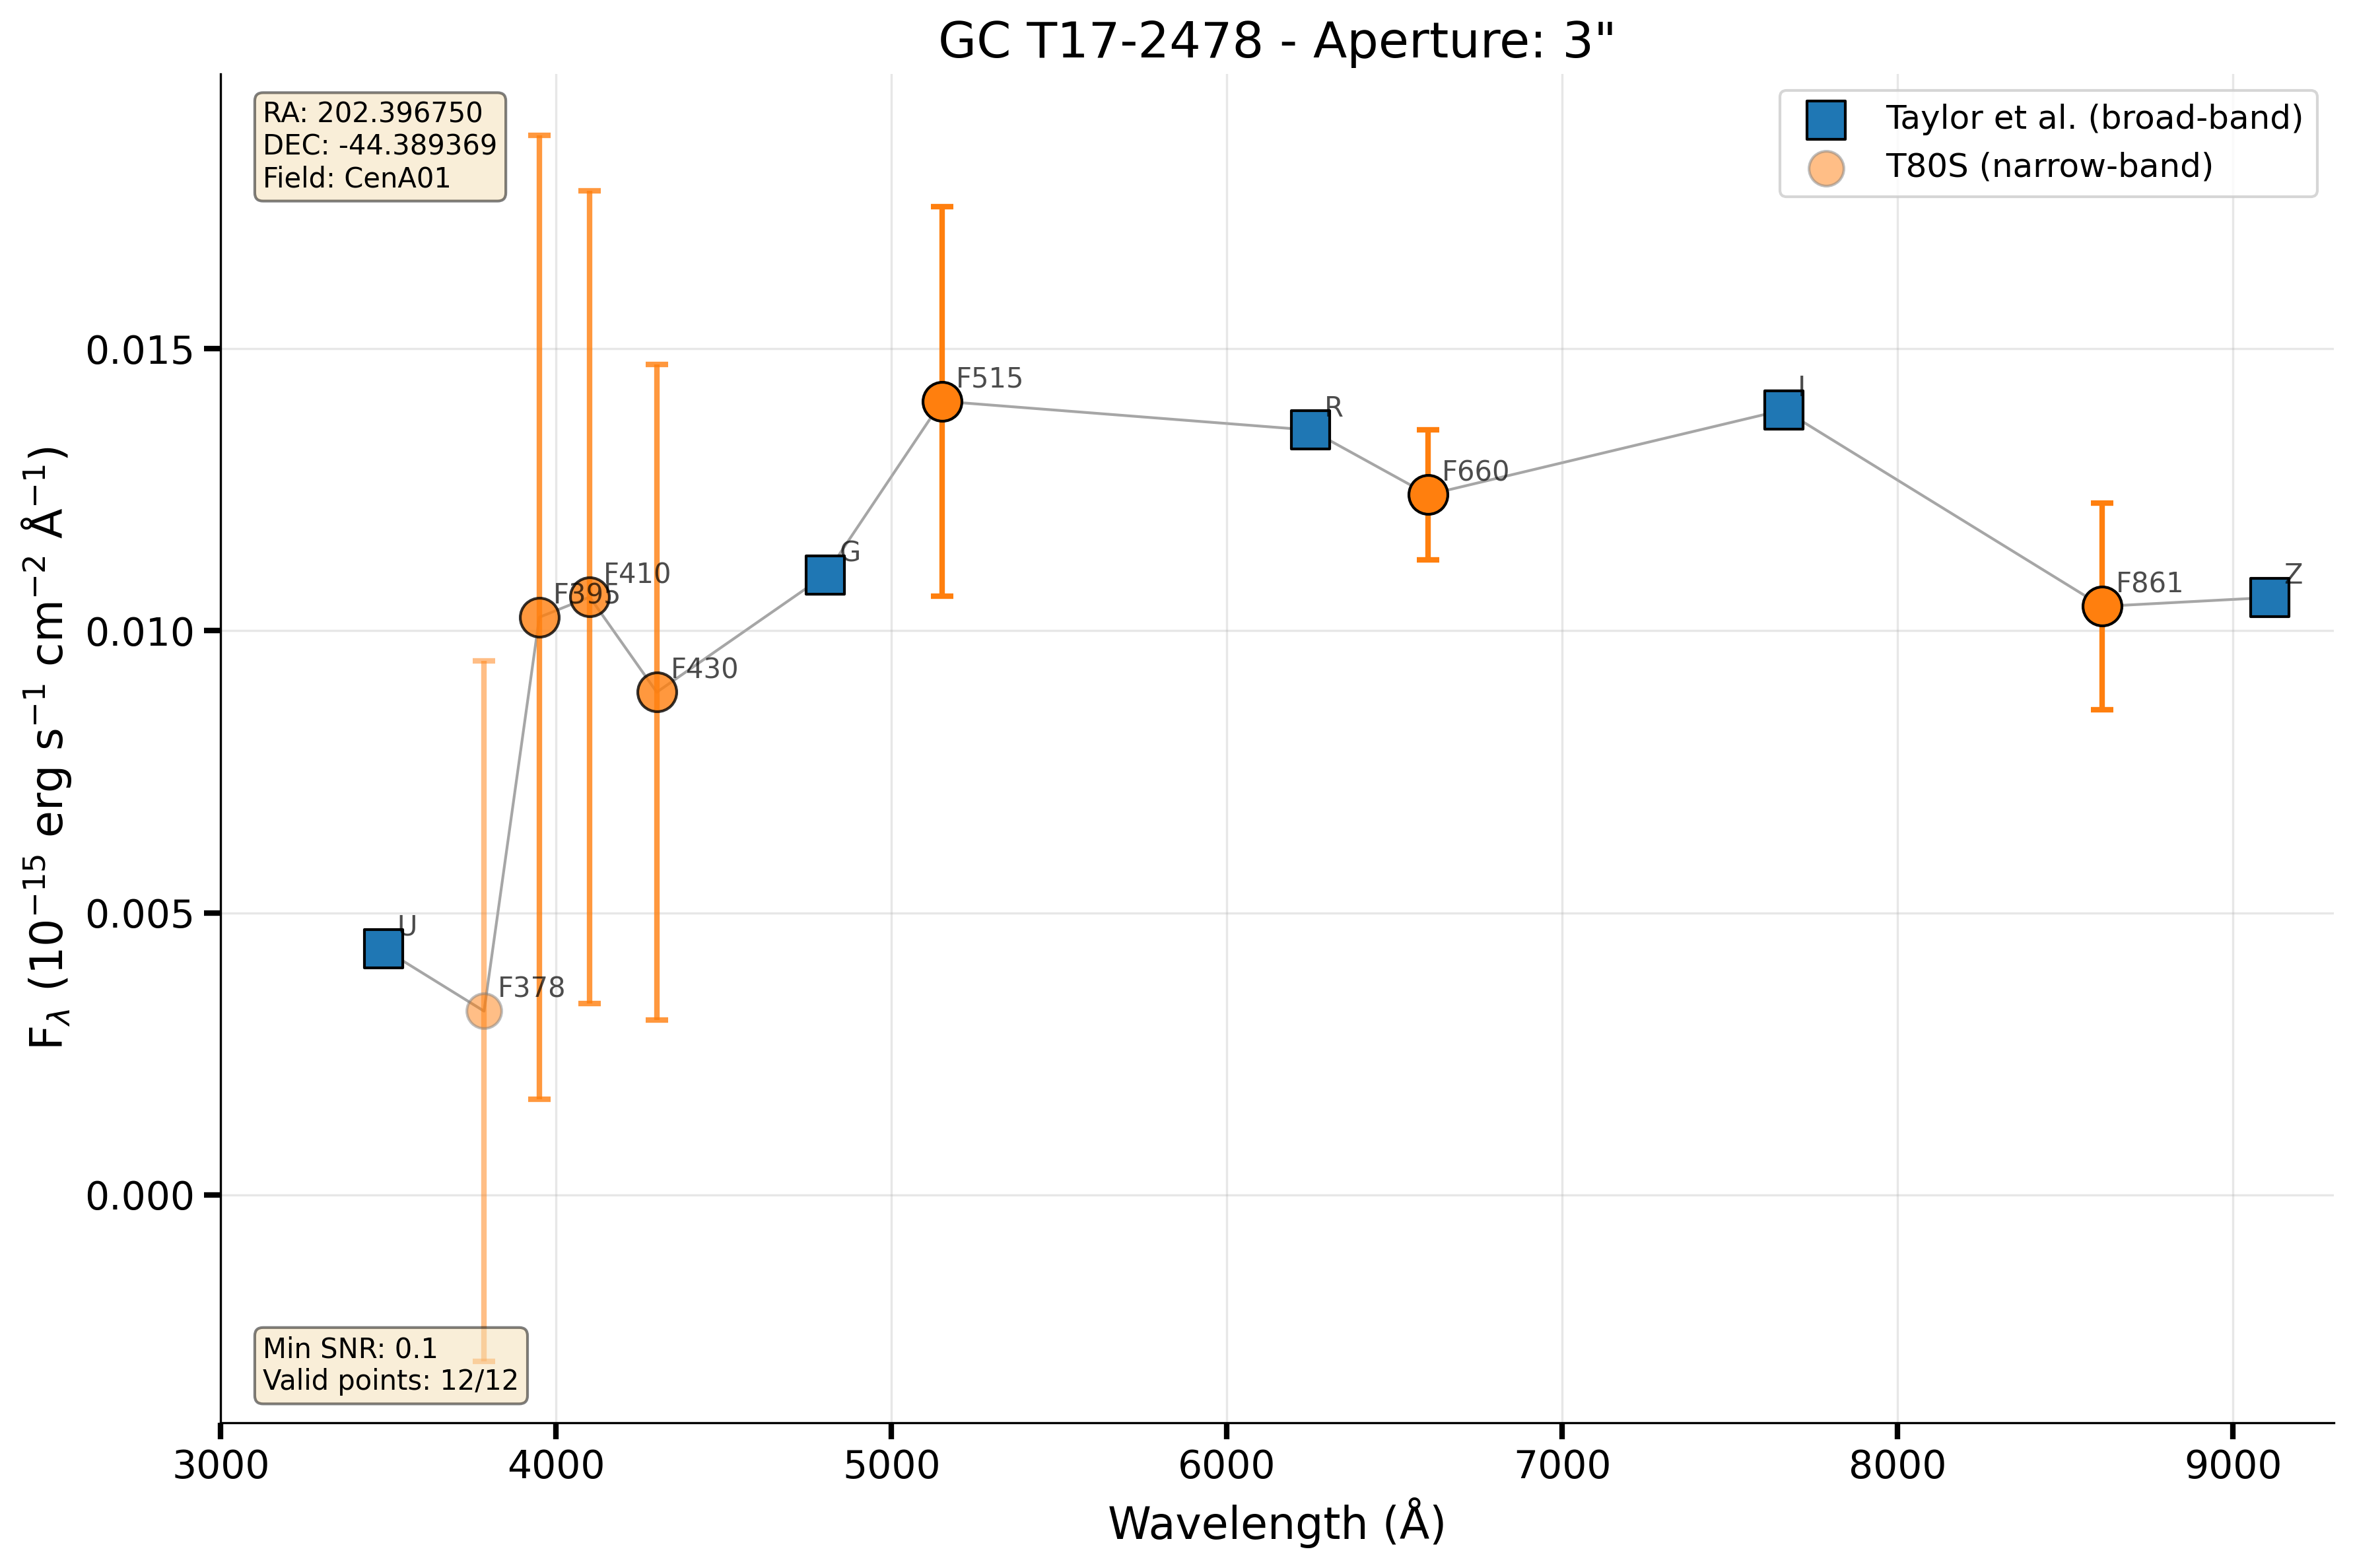 GC T17-2478 - Aperture: 3"
RA: 202.396750
DEC: -44.389369
Field: CenA01
Taylor et al. (broad-band)
T80S (narrow-band)
F_λ (10⁻¹⁵ erg s⁻¹ cm⁻² Å⁻¹)
0.015
0.010
0.005
0.000
U
F378
F395
F410
F430
G
F515
R
F660
I
F861
Z
Min SNR: 0.1
Valid points: 12/12
3000
4000
5000
6000
7000
8000
9000
Wavelength (Å)